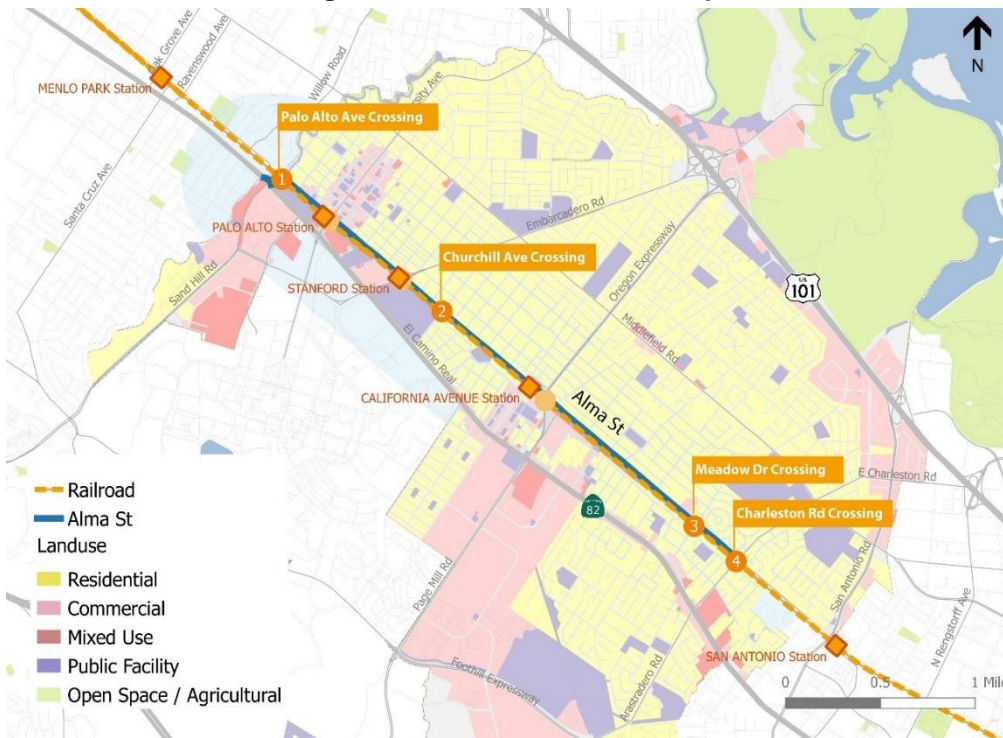 Oak Grove Ave
Ravenswood Ave
Willow Road
MENLO PARK Station
N
Palo Alto Ave Crossing
1
Santa Cruz Ave
PALO ALTO Station
Embarcadero Rd
Sand Hill Rd
Churchill Ave Crossing
STANFORD Station
2
Oregon Expressway
US
101
El Camino Real
Middlefield Rd
CALIFORNIA AVENUE Station
Alma St
Meadow Dr Crossing
E Charleston Rd
Railroad
Alma St
Landuse
Residential
Commercial
Mixed Use
Public Facility
Open Space / Agricultural
82
3
Charleston Rd Crossing
4
Page Mill Rd
San Antonio Rd
N Rengstorff Ave
SAN ANTONIO Station
Foothill Expressway
Arastradero Rd
0 0.5 1 Mile